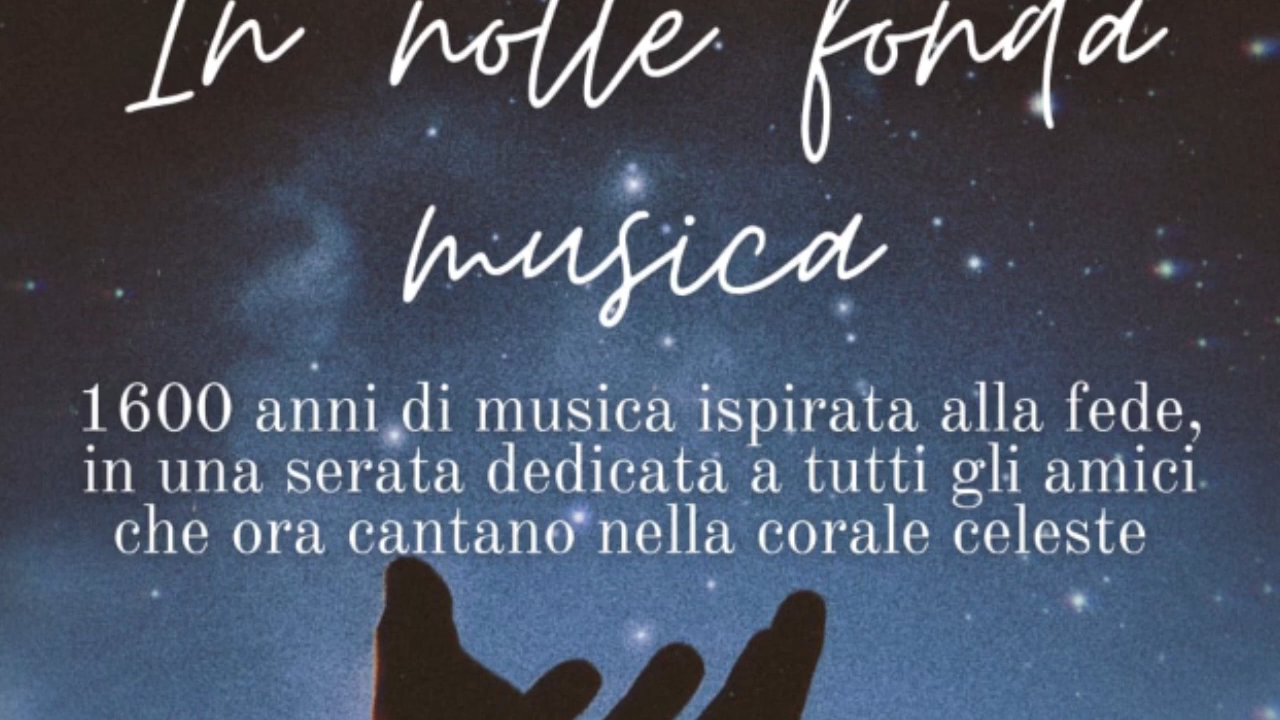 In notte fonda
musica
1600 anni di musica ispirata alla fede,
in una serata dedicata a tutti gli amici
che ora cantano nella corale celeste